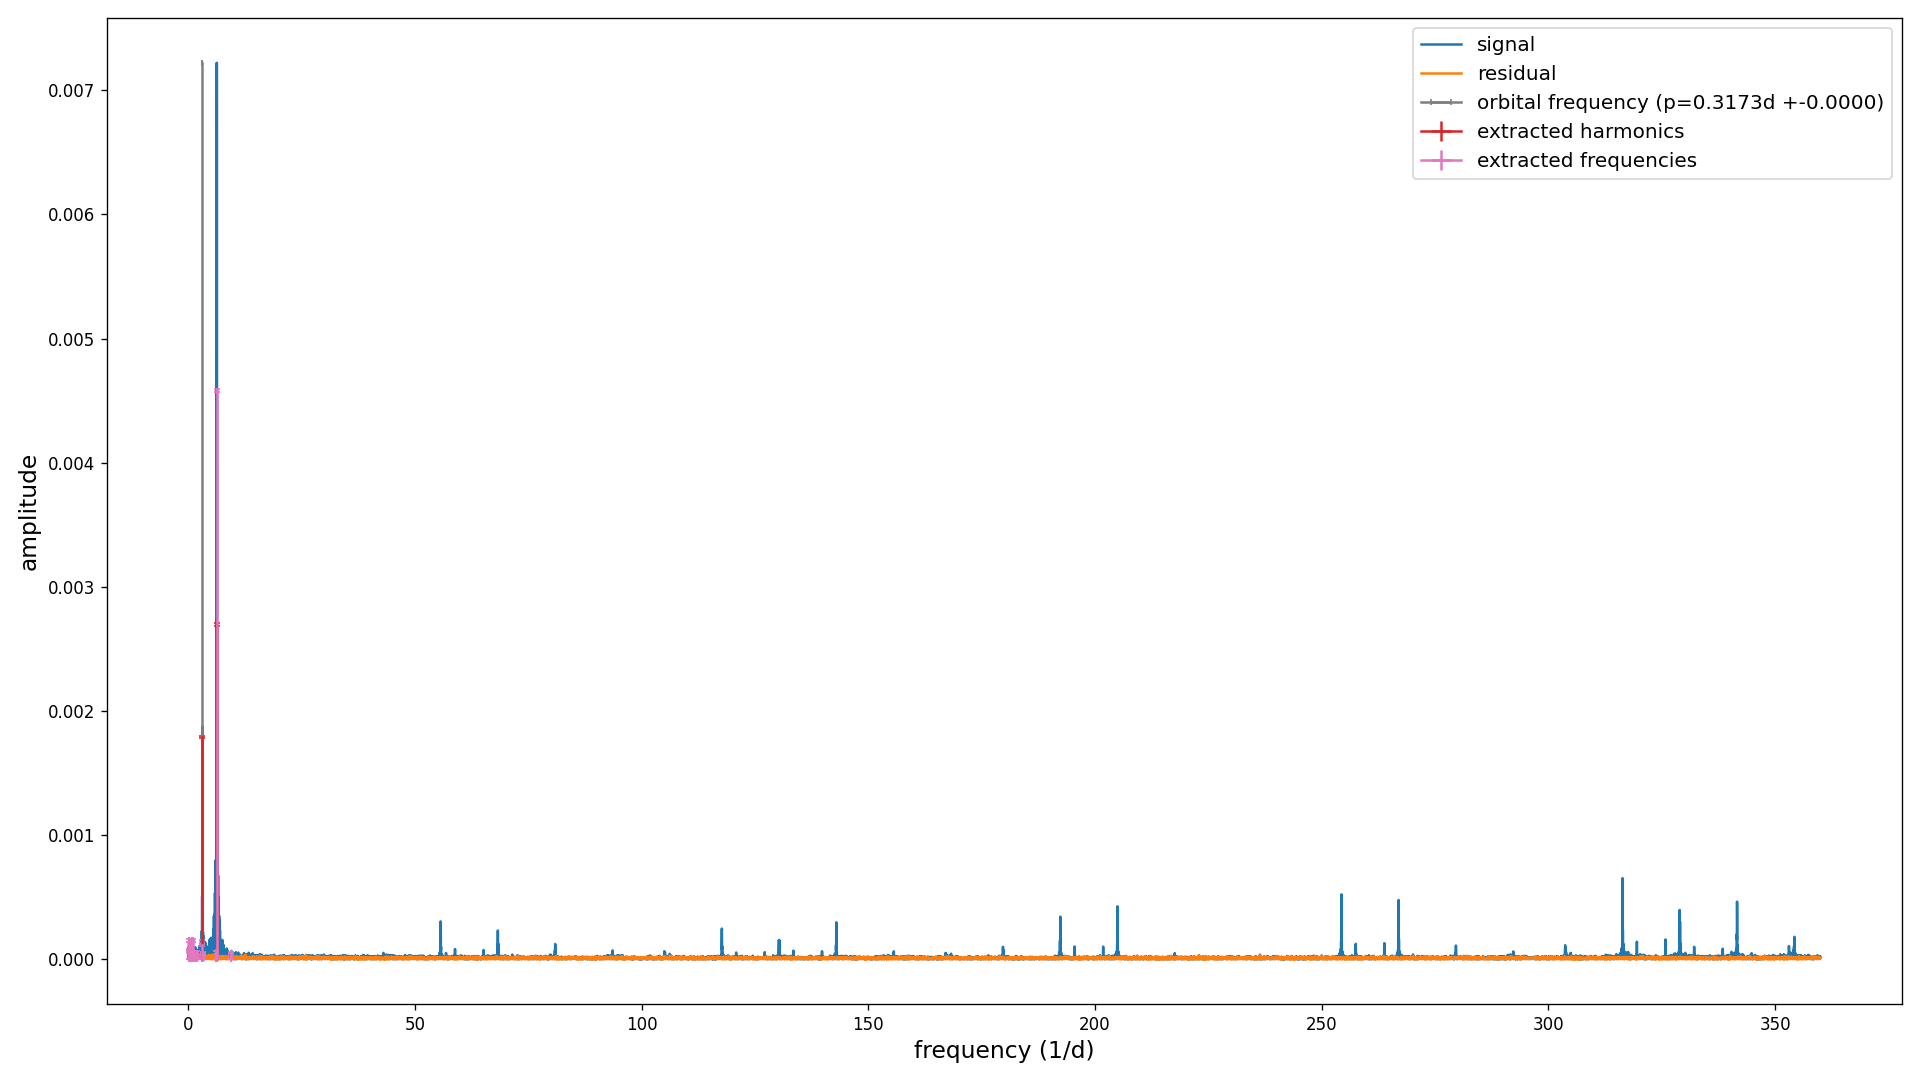 signal
residual
orbital frequency (p=0.3173d +-0.0000)
extracted harmonics
extracted frequencies
0.007
0.006
0.005
0.004
0.003
0.002
0.001
0.000
amplitude
0 50 100 150 200 250 300 350
frequency (1/d)